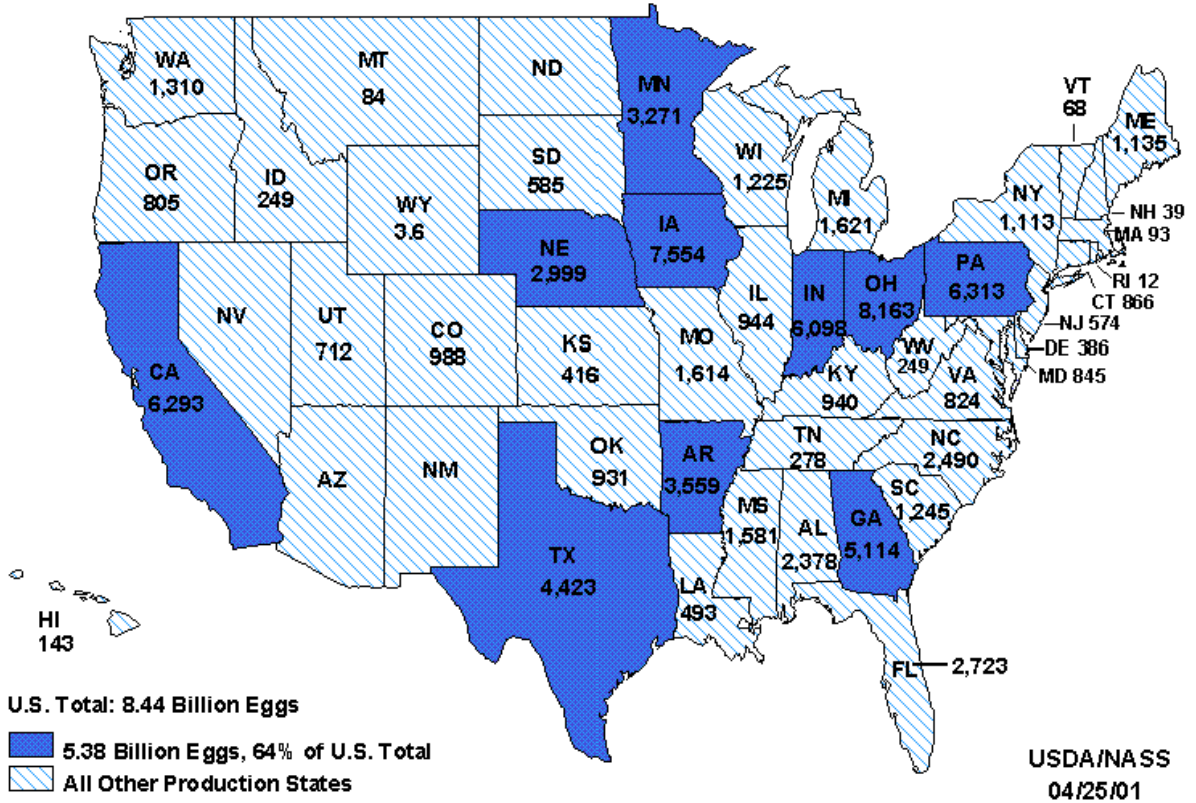 WA
1,310
MT
84
ND
MN
3,271
VT
68
ME
1,135
OR
805
ID
249
SD
585
WI
1,225
MI
1,621
NY
1,113
WY
3.6
NH 39
MA 93
NE
2,999
IA
7,554
PA
6,313
RI 12
CT 866
NV
UT
712
CO
988
KS
416
MO
1,614
IL
944
IN
6,098
OH
8,163
NJ 574
DE 386
MD 845
WV
249
VA
824
KY
940
CA
6,293
AZ
NM
OK
931
AR
3,559
TN
278
NC
2,490
SC
1,245
MS
1,581
AL
2,378
GA
5,114
TX
4,423
LA
493
HI
143
FL 2,723
U.S. Total: 8.44 Billion Eggs
5.38 Billion Eggs, 64% of U.S. Total
All Other Production States
USDA/NASS
04/25/01